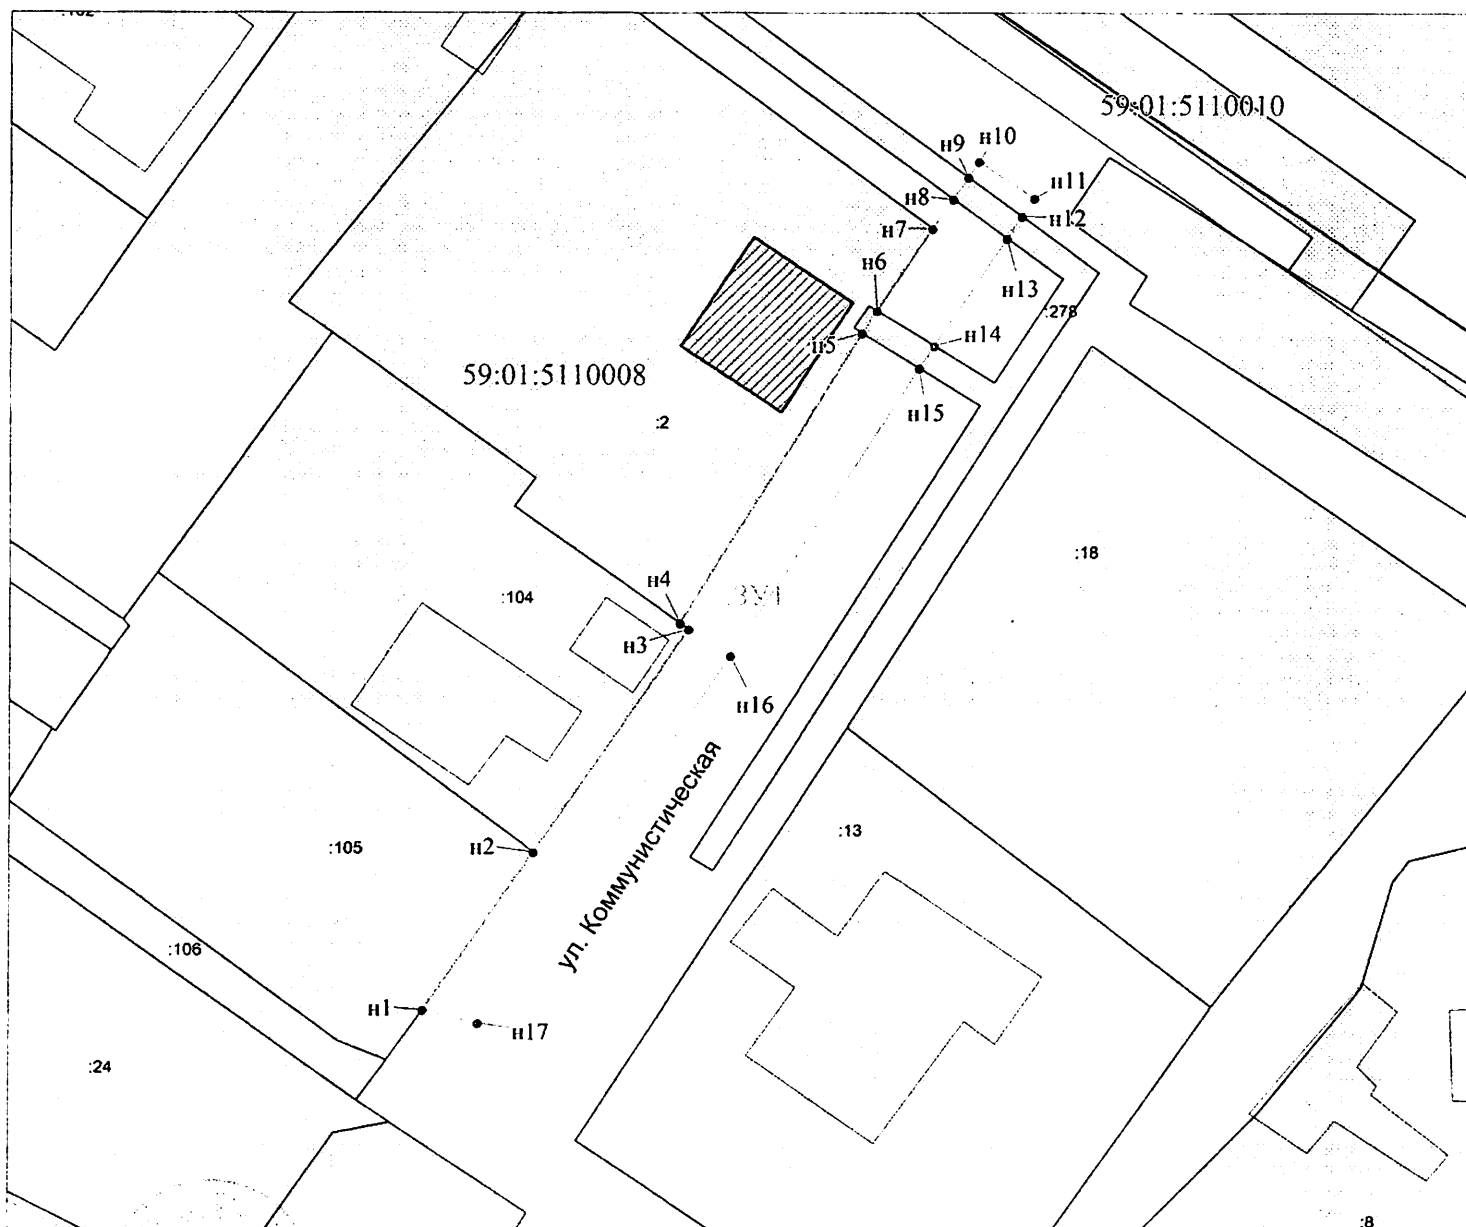 :102
59:01:5110010
н10
н9
н11
н8
н12
н7
н6
н13
:278
н14
н5
59:01:5110008
н15
:2
:18
н4
:104
ЗУ1
н3
н16
ул. Коммунистическая
:13
н2
:105
:106
н1
н17
:24
:8